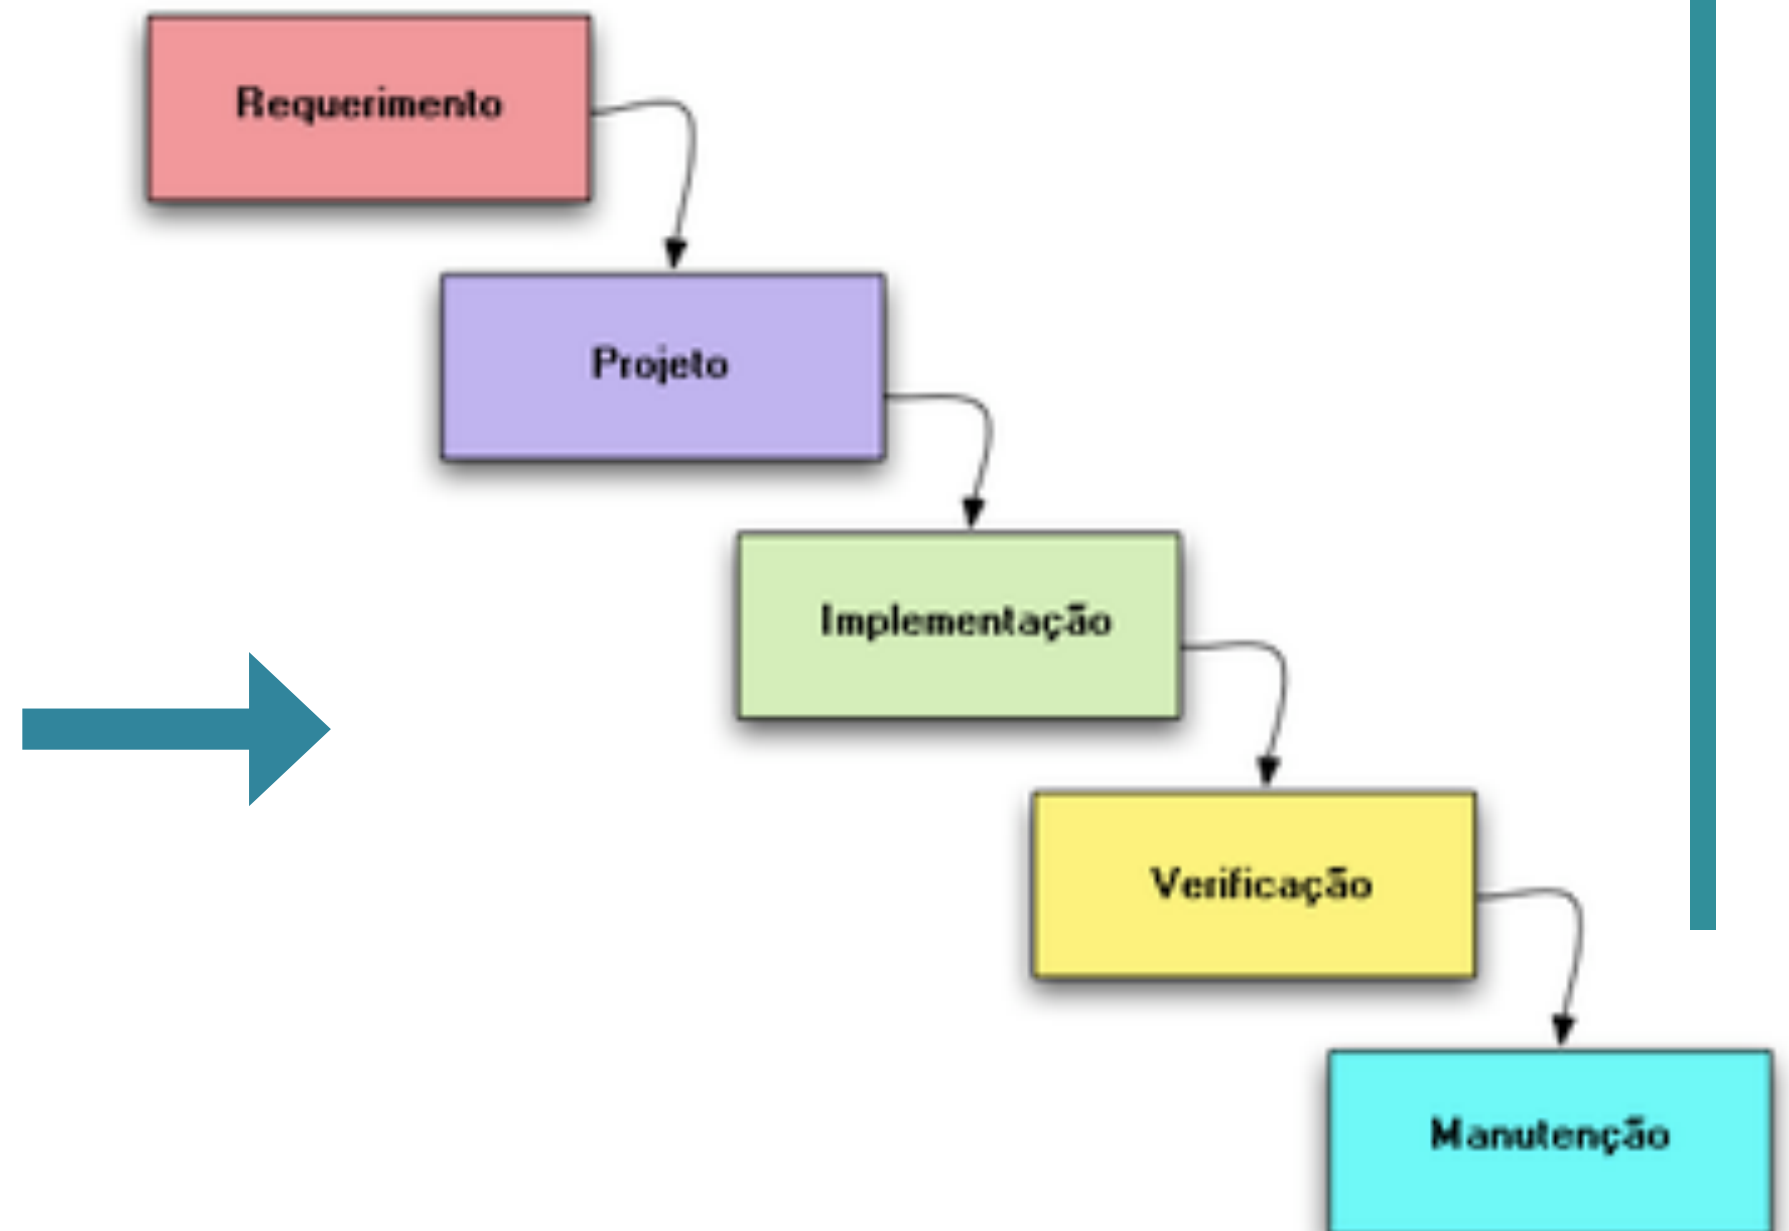 Requerimento
Projeto
Implementação
Verificação
Manutenção